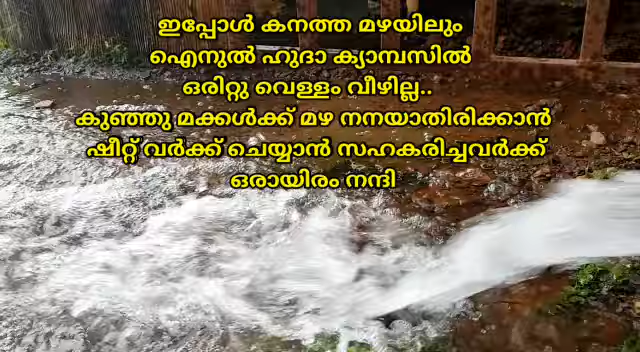 ഇപ്പോൾ കനത്ത മഴയിലും
ഐനുൽ ഹുദാ ക്യാമ്പസിൽ
ഒരിറ്റു വെള്ളം വീഴില്ല..
കുഞ്ഞു മക്കൾക്ക് മഴ നനയാതിരിക്കാൻ
ഷീറ്റ് വർക്ക് ചെയ്യാൻ സഹകരിച്ചവർക്ക്
ഒരായിരം നന്ദി